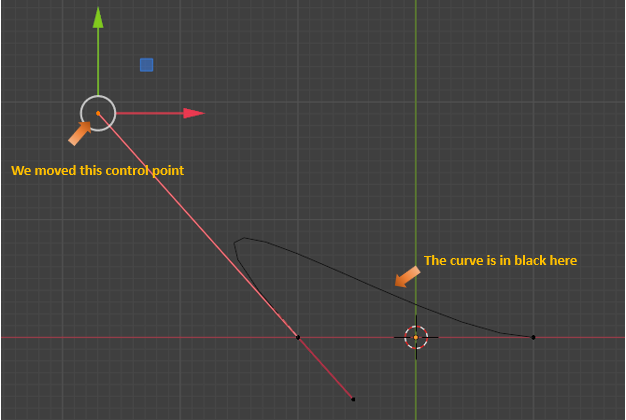 We moved this control point
The curve is in black here